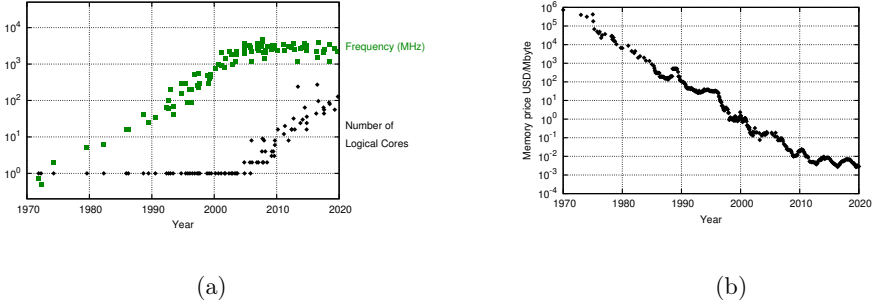 10^4
10^3
10^2
10^1
10^0
1970 1980 1990 2000 2010 2020
Year
Frequency (MHz)
Number of
Logical Cores
(a)
Memory price USD/Mbyte
10^6
10^5
10^4
10^3
10^2
10^1
10^0
10^-1
10^-2
10^-3
10^-4
1970 1980 1990 2000 2010 2020
Year
(b)